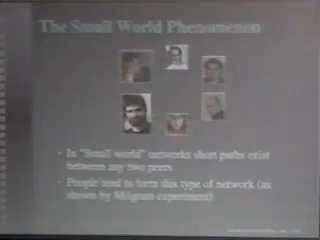 The Small World Phenomenon
In "Small world" networks short paths exist
between any two peers
People tend to form this type of network (as
shown by Milgram experiment)